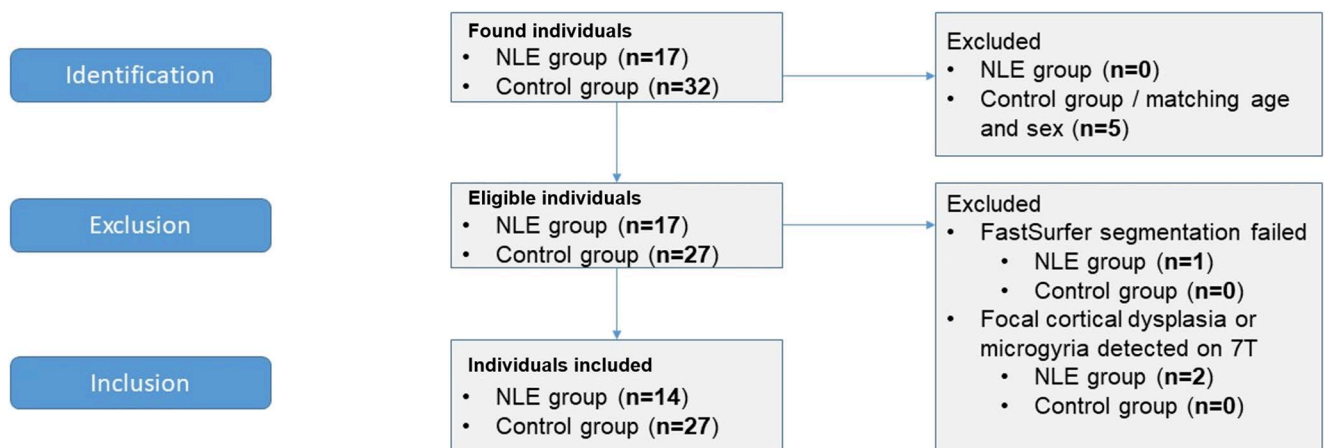 Identification
Found individuals
• NLE group (n=17)
• Control group (n=32)
Excluded
• NLE group (n=0)
• Control group / matching age
and sex (n=5)
Exclusion
Eligible individuals
• NLE group (n=17)
• Control group (n=27)
Excluded
• FastSurfer segmentation failed
• NLE group (n=1)
• Control group (n=0)
• Focal cortical dysplasia or
microgyria detected on 7T
• NLE group (n=2)
• Control group (n=0)
Inclusion
Individuals included
• NLE group (n=14)
• Control group (n=27)